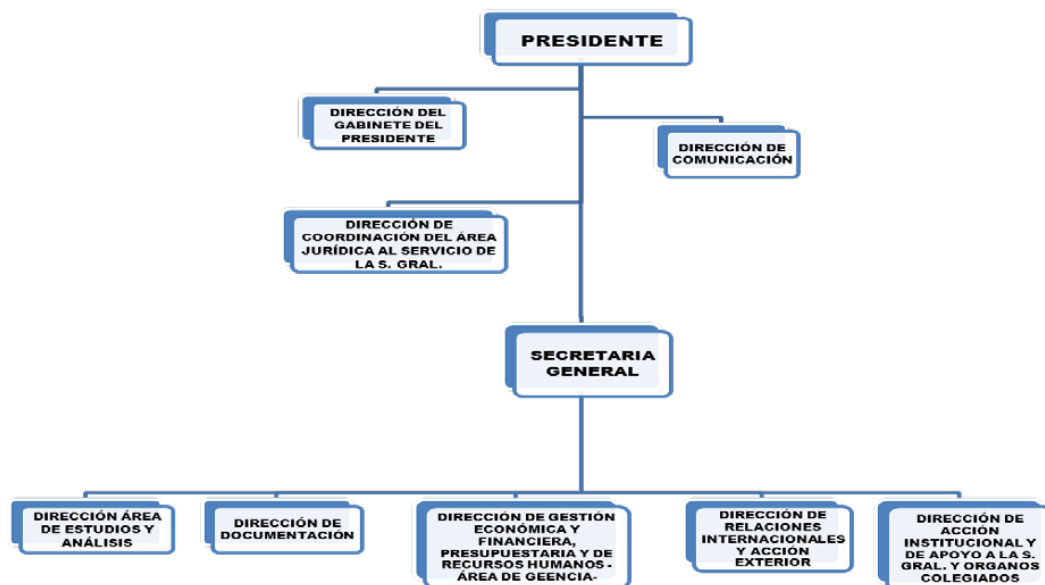 PRESIDENTE
DIRECCIÓN DEL
GABINETE DEL
PRESIDENTE
DIRECCIÓN DE
COMUNICACIÓN
DIRECCIÓN DE
COORDINACIÓN DEL ÁREA
JURÍDICA AL SERVICIO DE
LA S. GRAL.
SECRETARIA
GENERAL
DIRECCIÓN ÁREA
DE ESTUDIOS Y
ANÁLISIS
DIRECCIÓN DE
DOCUMENTACIÓN
DIRECCIÓN DE GESTIÓN
ECONÓMICA Y
FINANCIERA,
PRESUPUESTARIA Y DE
RECURSOS HUMANOS -
ÁREA DE GEENCIA-
DIRECCIÓN DE
RELACIONES
INTERNACIONALES
Y ACCIÓN
EXTERIOR
DIRECCIÓN DE
ACCIÓN
INSTITUCIONAL Y
DE APOYO A LA S.
GRAL. Y ORGANOS
COLEGIADOS